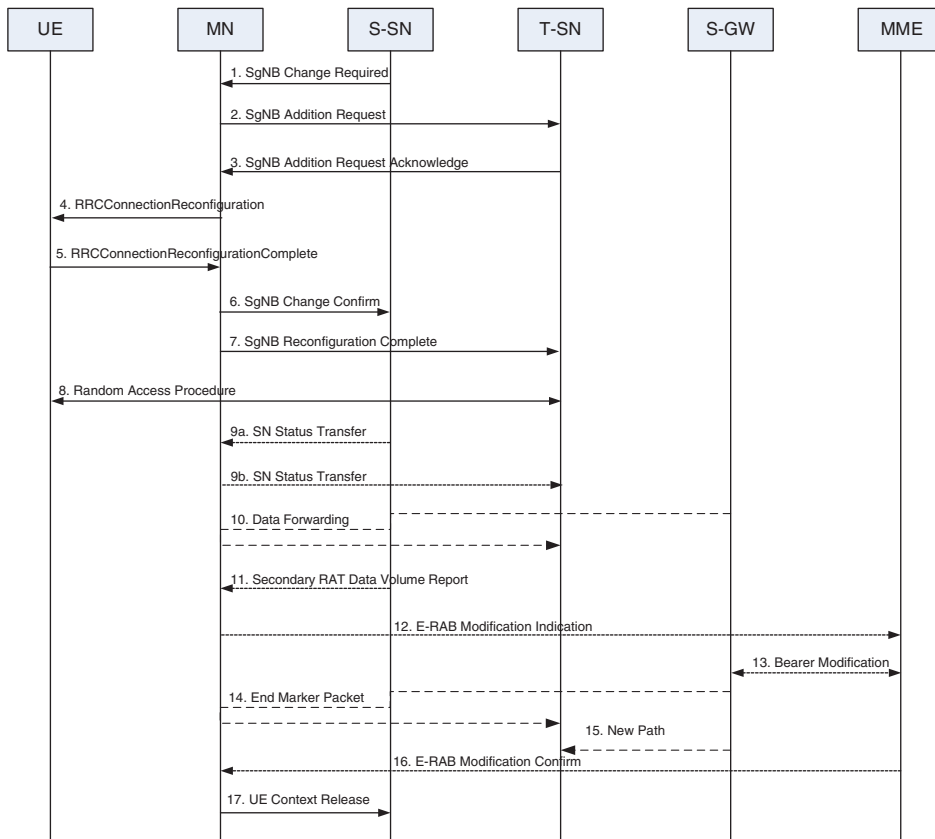 UE MN S-SN T-SN S-GW MME
1. SgNB Change Required
2. SgNB Addition Request
3. SgNB Addition Request Acknowledge
4. RRCConnectionReconfiguration
5. RRCConnectionReconfigurationComplete
6. SgNB Change Confirm
7. SgNB Reconfiguration Complete
8. Random Access Procedure
9a. SN Status Transfer
9b. SN Status Transfer
10. Data Forwarding
11. Secondary RAT Data Volume Report
12. E-RAB Modification Indication
13. Bearer Modification
14. End Marker Packet
15. New Path
16. E-RAB Modification Confirm
17. UE Context Release